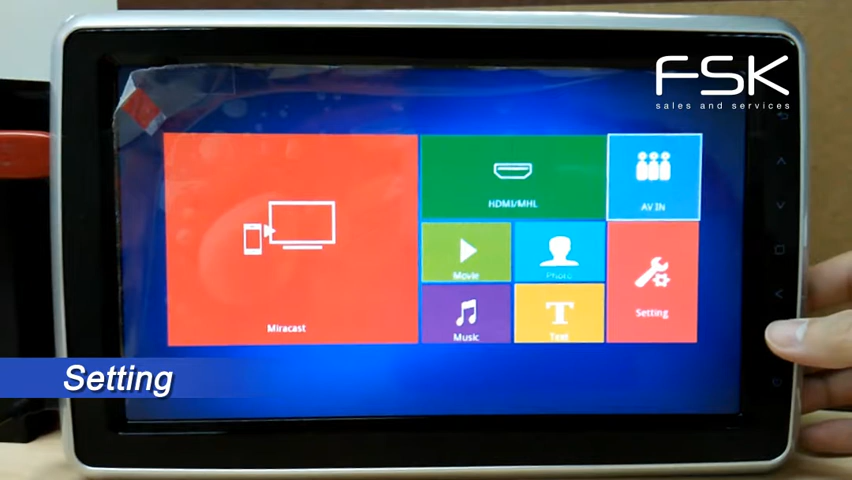 FSK
sales and services
HDMI/MHL
AV IN
Movie
Photo
Miracast
Setting
Music
Text
Setting